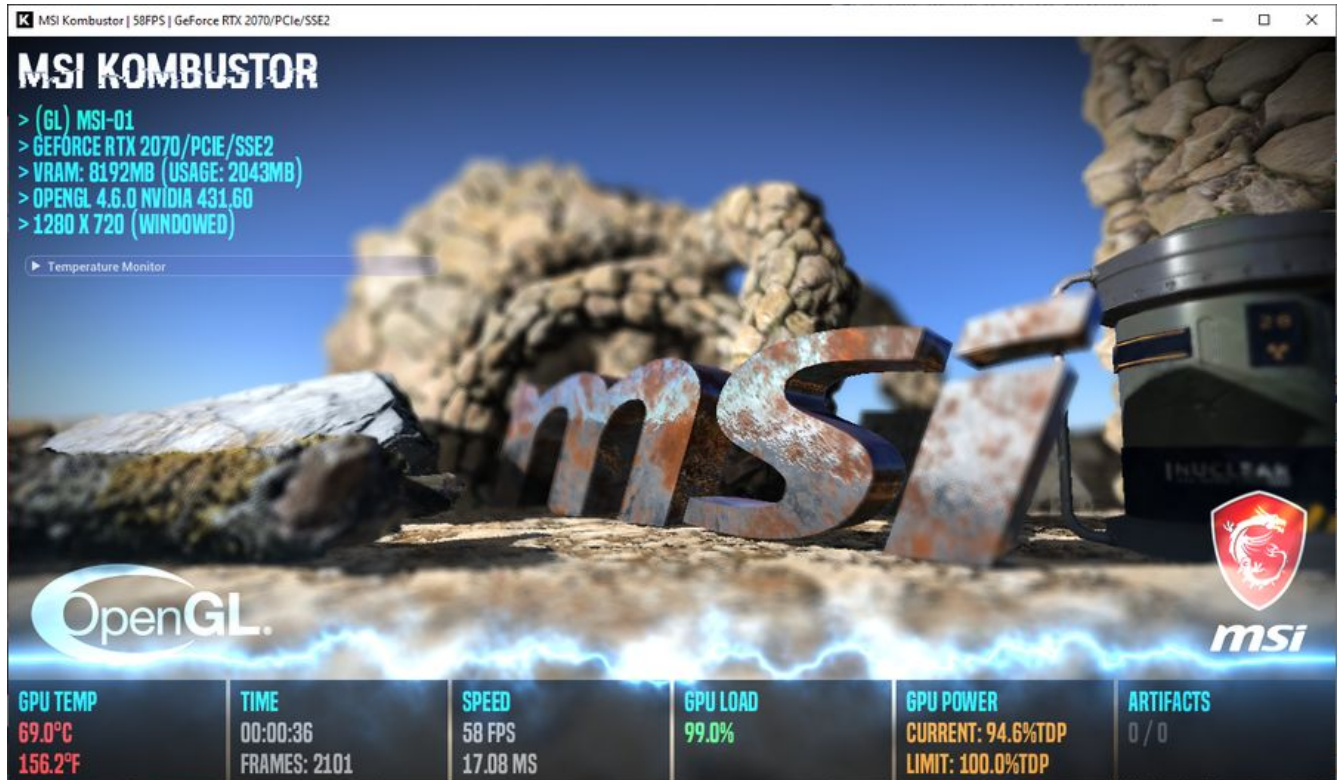 MSI Kombustor | 58FPS | GeForce RTX 2070/PCIe/SSE2
MSI KOMBUSTOR
> (GL) MSI-01
> GEFORCE RTX 2070/PCIE/SSE2
> VRAM: 8192MB (USAGE: 2043MB)
> OPENGL 4.6.0 NVIDIA 431.60
> 1280 X 720 (WINDOWED)
Temperature Monitor
msi
20
NUCLEAR
OpenGL.
msi
GPU TEMP
69.0°C
156.2°F
TIME
00:00:36
FRAMES: 2101
SPEED
58 FPS
17.08 MS
GPU LOAD
99.0%
GPU POWER
CURRENT: 94.6%TDP
LIMIT: 100.0%TDP
ARTIFACTS
0 / 0